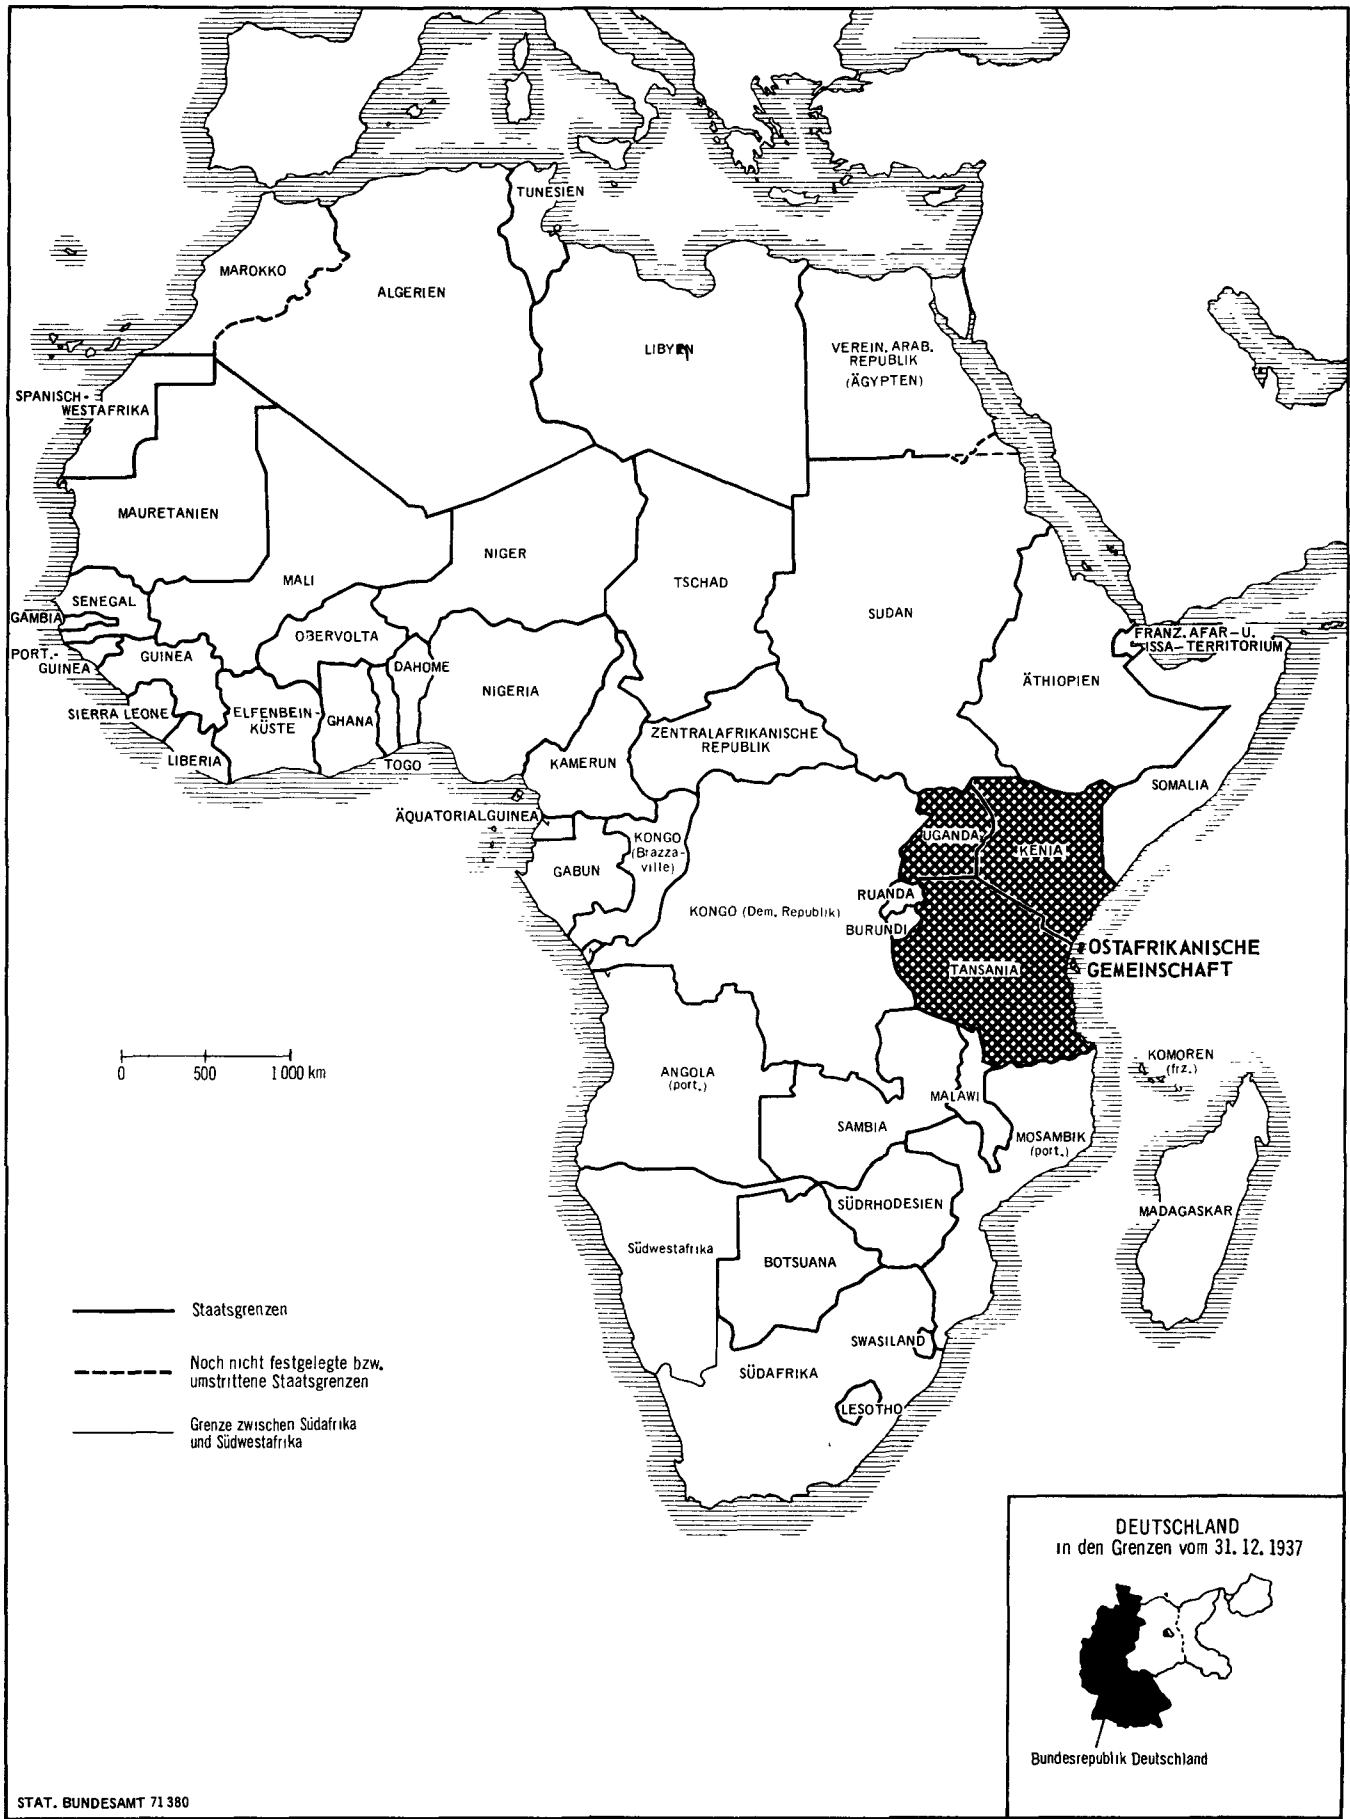 TUNESIEN
MAROKKO
ALGERIEN
LIBYEN
VEREIN. ARAB.
REPUBLIK
(ÄGYPTEN)
SPANISCH-
WESTAFRIKA
MAURETANIEN
MALI
NIGER
TSCHAD
SUDAN
SENEGAL
GAMBIA
PORT.-
GUINEA
GUINEA
OBERVOLTA
DAHOME
NIGERIA
FRANZ. AFAR-U.
ISSA-TERRITORIUM
ÄTHIOPIEN
SIERRA LEONE
ELFENBEIN-
KÜSTE
GHANA
LIBERIA
TOGO
KAMERUN
ZENTRALAFRIKANISCHE
REPUBLIK
SOMALIA
ÄQUATORIALGUINEA
KONGO
(Brazza-
ville)
GABUN
UGANDA
KENIA
RUANDA
BURUNDI
KONGO (Dem. Republik)
TANSANIA
OSTAFRIKANISCHE
GEMEINSCHAFT
0 500 1000 km
ANGOLA
(port.)
KOMOREN
(frz.)
MALAWI
SAMBIA
MOSAMBIK
(port.)
SÜDRHODESIEN
MADAGASKAR
Südwestafrika
BOTSUANA
SWASILAND
SÜDAFRIKA
LESOTHO
Staatsgrenzen
Noch nicht festgelegte bzw.
umstrittene Staatsgrenzen
Grenze zwischen Südafrika
und Südwestafrika
DEUTSCHLAND
in den Grenzen vom 31. 12. 1937
Bundesrepublik Deutschland
STAT. BUNDESAMT 71 380